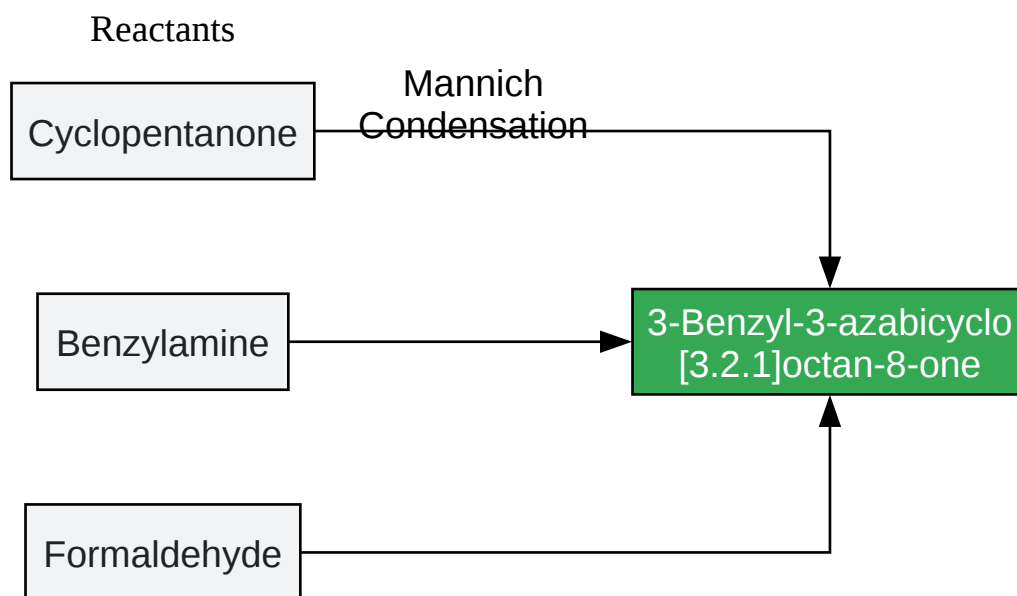 Reactants
Mannich
Condensation
Cyclopentanone
Benzylamine
3-Benzyl-3-azabicyclo
[3.2.1]octan-8-one
Formaldehyde